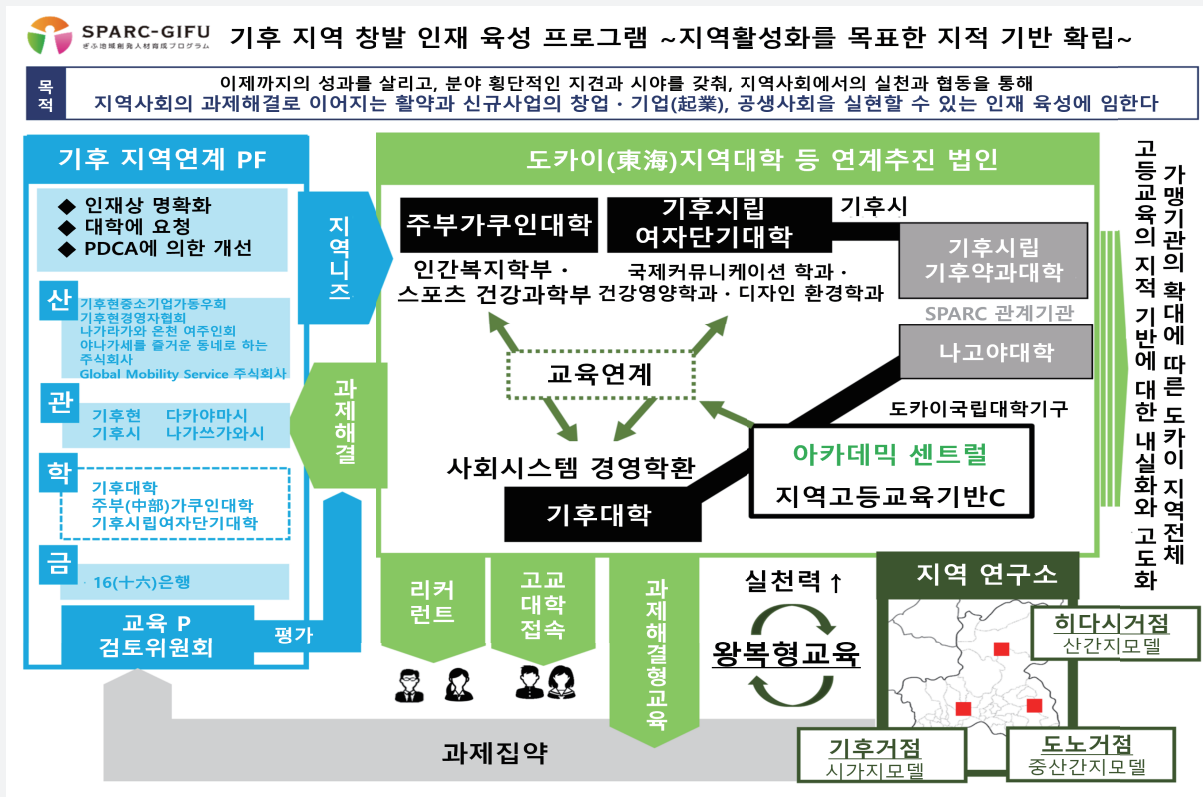 SPARC-GIFU
ぎふ地域創発人材育成プログラム
기후 지역 창발 인재 육성 프로그램 ~지역활성화를 목표한 지적 기반 확립~
목적
이제까지의 성과를 살리고, 분야 횡단적인 지견과 시야를 갖춰, 지역사회에서의 실천과 협동을 통해
지역사회의 과제해결로 이어지는 활약과 신규사업의 창업・기업(起業), 공생사회을 실현할 수 있는 인재 육성에 임한다
기후 지역연계 PF
◆ 인재상 명확화
◆ 대학에 요청
◆ PDCA에 의한 개선
산
기후현중소기업가동우회
기후현경영자협회
나가라가와 온천 여주인회
야나가세를 즐거운 동네로 하는
주식회사
Global Mobility Service 주식회사
관
기후현 다카야마시
기후시 나가쓰가와시
학
기후대학
주부(中部)가쿠인대학
기후시립여자단기대학
금
· 16(十六)은행
교육 P
검토위원회
평가
지역니즈
과제해결
도카이(東海)지역대학 등 연계추진 법인
주부가쿠인대학
인간복지학부・
스포츠 건강과학부
기후시립
여자단기대학
국제커뮤니케이션 학과・
건강영양학과・디자인 환경학과
기후시
기후시립
기후약과대학
SPARC 관계기관
나고야대학
도카이국립대학기구
교육연계
아카데믹 센트럴
지역고등교육기반C
사회시스템 경영학환
기후대학
가맹기관의 확대에 따른 도카이 지역전체
고등교육의 지적 기반에 대한 내실화와 고도화
리커
런트
고교
대학
접속
과제해결형교육
실천력 ↑
왕복형교육
지역 연구소
히다시거점
산간지모델
기후거점
시가지모델
도노거점
중산간지모델
과제집약